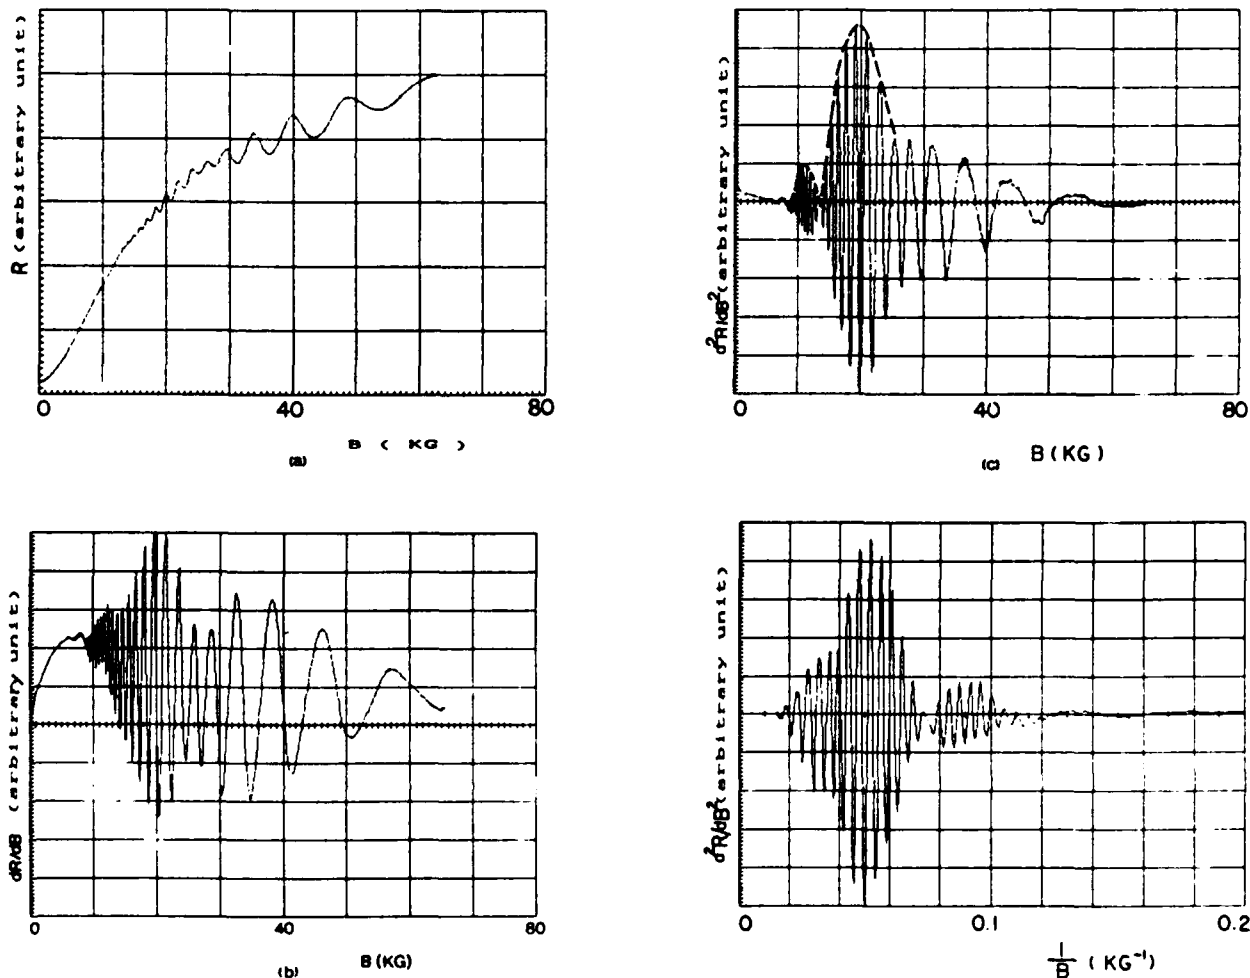 R (arbitrary unit)
0 40 80
B ( KG )
(a)
d²R/dB² (arbitrary unit)
0 40 80
(c) B (KG)
dR/dB (arbitrary unit)
0 40 80
(b) B (KG)
d²R/dB² (arbitrary unit)
0 0.1 0.2
1/B ( KG⁻¹ )